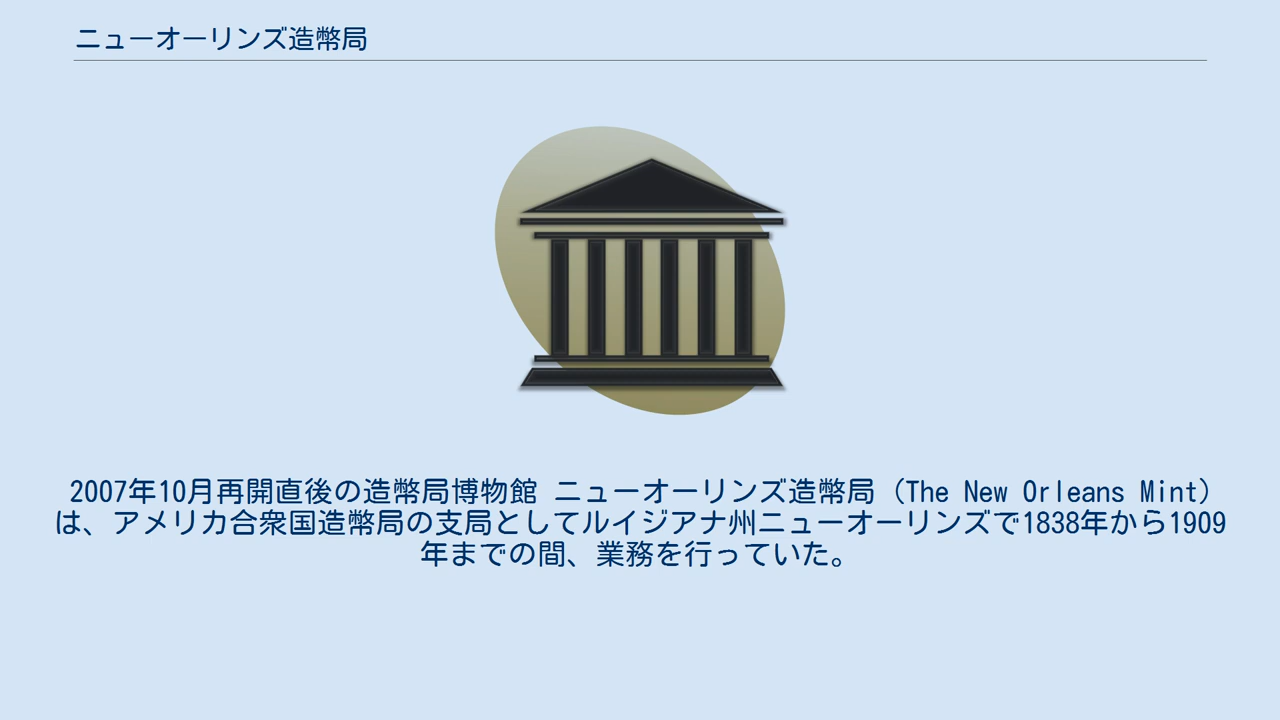 ニューオーリンズ造幣局
2007年10月再開直後の造幣局博物館 ニューオーリンズ造幣局（The New Orleans Mint）
は、アメリカ合衆国造幣局の支局としてルイジアナ州ニューオーリンズで1838年から1909
年までの間、業務を行っていた。